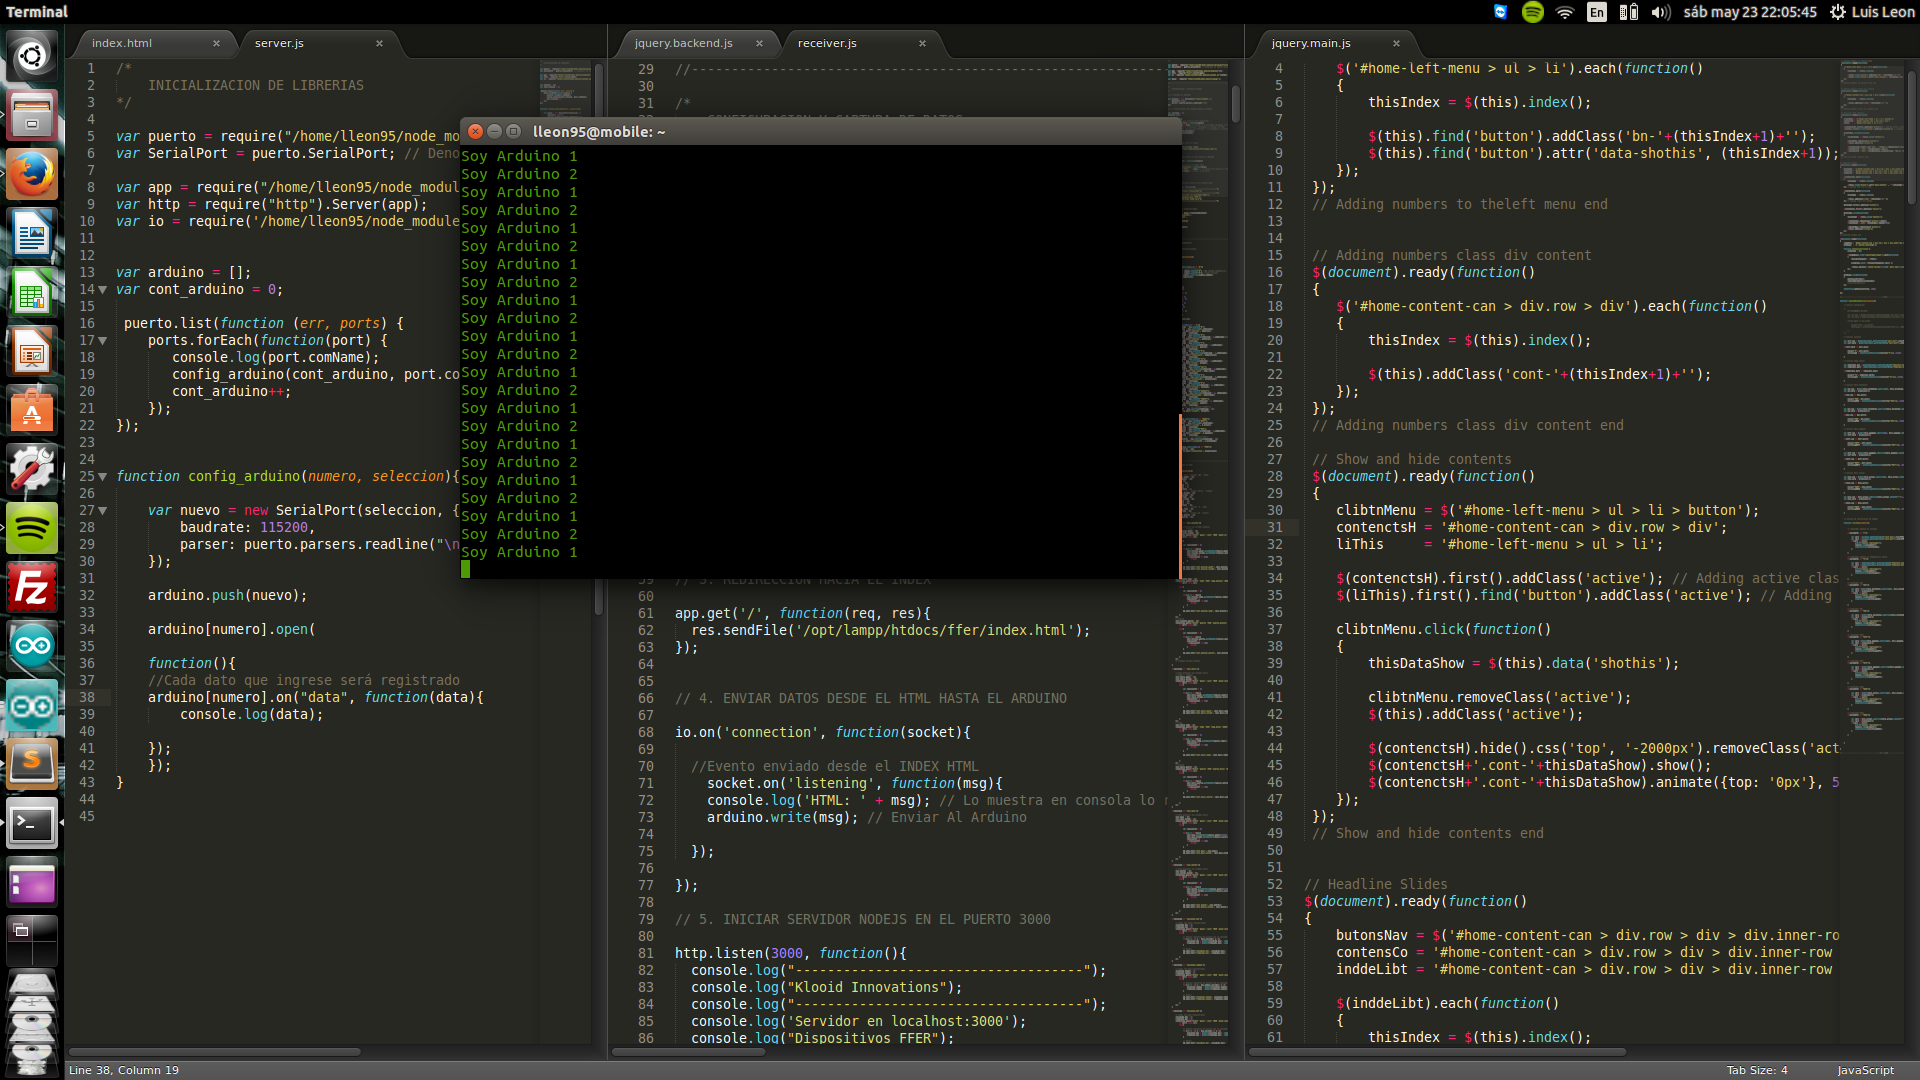 Terminal
En
sáb may 23 22:05:45
Luis Leon
index.html
server.js
1 /*
2 INICIALIZACION DE LIBRERIAS
3 */
4
5 var puerto = require("/home/lleon95/node_mo
6 var SerialPort = puerto.SerialPort; // Deno
7
8 var app = require("/home/lleon95/node_modul
9 var http = require("http").Server(app);
10 var io = require('/home/lleon95/node_module
11
12
13 var arduino = [];
14 var cont_arduino = 0;
15
16 puerto.list(function (err, ports) {
17 ports.forEach(function(port) {
18 console.log(port.comName);
19 config_arduino(cont_arduino, port.co
20 cont_arduino++;
21 });
22 });
23
24
25 function config_arduino(numero, seleccion){
26
27 var nuevo = new SerialPort(seleccion, {
28 baudrate: 115200,
29 parser: puerto.parsers.readline("\n
30 });
31
32 arduino.push(nuevo);
33
34 arduino[numero].open(
35
36 function(){
37 //Cada dato que ingrese será registrado
38 arduino[numero].on("data", function(data){
39 console.log(data);
40
41 });
42 });
43 }
44
45
lleon95@mobile: ~
Soy Arduino 1
Soy Arduino 2
Soy Arduino 1
Soy Arduino 2
Soy Arduino 1
Soy Arduino 2
Soy Arduino 1
Soy Arduino 2
Soy Arduino 1
Soy Arduino 2
Soy Arduino 1
Soy Arduino 2
Soy Arduino 1
Soy Arduino 2
Soy Arduino 1
Soy Arduino 2
Soy Arduino 1
Soy Arduino 2
Soy Arduino 1
Soy Arduino 2
Soy Arduino 1
Soy Arduino 2
Soy Arduino 1
jquery.backend.js
receiver.js
29 //----------------------------------------------------------
30
31 /*
59 // 3. REDIRECCION HACIA EL INDEX
60
61 app.get('/', function(req, res){
62 res.sendFile('/opt/lampp/htdocs/ffer/index.html');
63 });
64
65
66 // 4. ENVIAR DATOS DESDE EL HTML HASTA EL ARDUINO
67
68 io.on('connection', function(socket){
69
70 //Evento enviado desde el INDEX HTML
71 socket.on('listening', function(msg){
72 console.log('HTML: ' + msg); // Lo muestra en consola lo
73 arduino.write(msg); // Enviar Al Arduino
74
75 });
76
77 });
78
79 // 5. INICIAR SERVIDOR NODEJS EN EL PUERTO 3000
80
81 http.listen(3000, function(){
82 console.log("------------------------------------");
83 console.log("Klooid Innovations");
84 console.log("------------------------------------");
85 console.log('Servidor en localhost:3000');
86 console.log("Dispositivos FFER");
jquery.main.js
4 $('#home-left-menu > ul > li').each(function()
5 {
6 thisIndex = $(this).index();
7
8 $(this).find('button').addClass('bn-'+(thisIndex+1)+'');
9 $(this).find('button').attr('data-shothis', (thisIndex+1));
10 });
11 });
12 // Adding numbers to theleft menu end
13
14
15 // Adding numbers class div content
16 $(document).ready(function()
17 {
18 $('#home-content-can > div.row > div').each(function()
19 {
20 thisIndex = $(this).index();
21
22 $(this).addClass('cont-'+(thisIndex+1)+'');
23 });
24 });
25 // Adding numbers class div content end
26
27 // Show and hide contents
28 $(document).ready(function()
29 {
30 clibtnMenu = $('#home-left-menu > ul > li > button');
31 contenctsH = '#home-content-can > div.row > div';
32 liThis = '#home-left-menu > ul > li';
33
34 $(contenctsH).first().addClass('active'); // Adding active clas
35 $(liThis).first().find('button').addClass('active'); // Adding
36
37 clibtnMenu.click(function()
38 {
39 thisDataShow = $(this).data('shothis');
40
41 clibtnMenu.removeClass('active');
42 $(this).addClass('active');
43
44 $(contenctsH).hide().css('top', '-2000px').removeClass('act
45 $(contenctsH+'.cont-'+thisDataShow).show();
46 $(contenctsH+'.cont-'+thisDataShow).animate({top: '0px'}, 5
47 });
48 });
49 // Show and hide contents end
50
51
52 // Headline Slides
53 $(document).ready(function()
54 {
55 butonsNav = $('#home-content-can > div.row > div > div.inner-ro
56 contensCo = '#home-content-can > div.row > div > div.inner-row
57 inddeLibt = '#home-content-can > div.row > div > div.inner-row
58
59 $(inddeLibt).each(function()
60 {
61 thisIndex = $(this).index();
Line 38, Column 19
Tab Size: 4
JavaScript